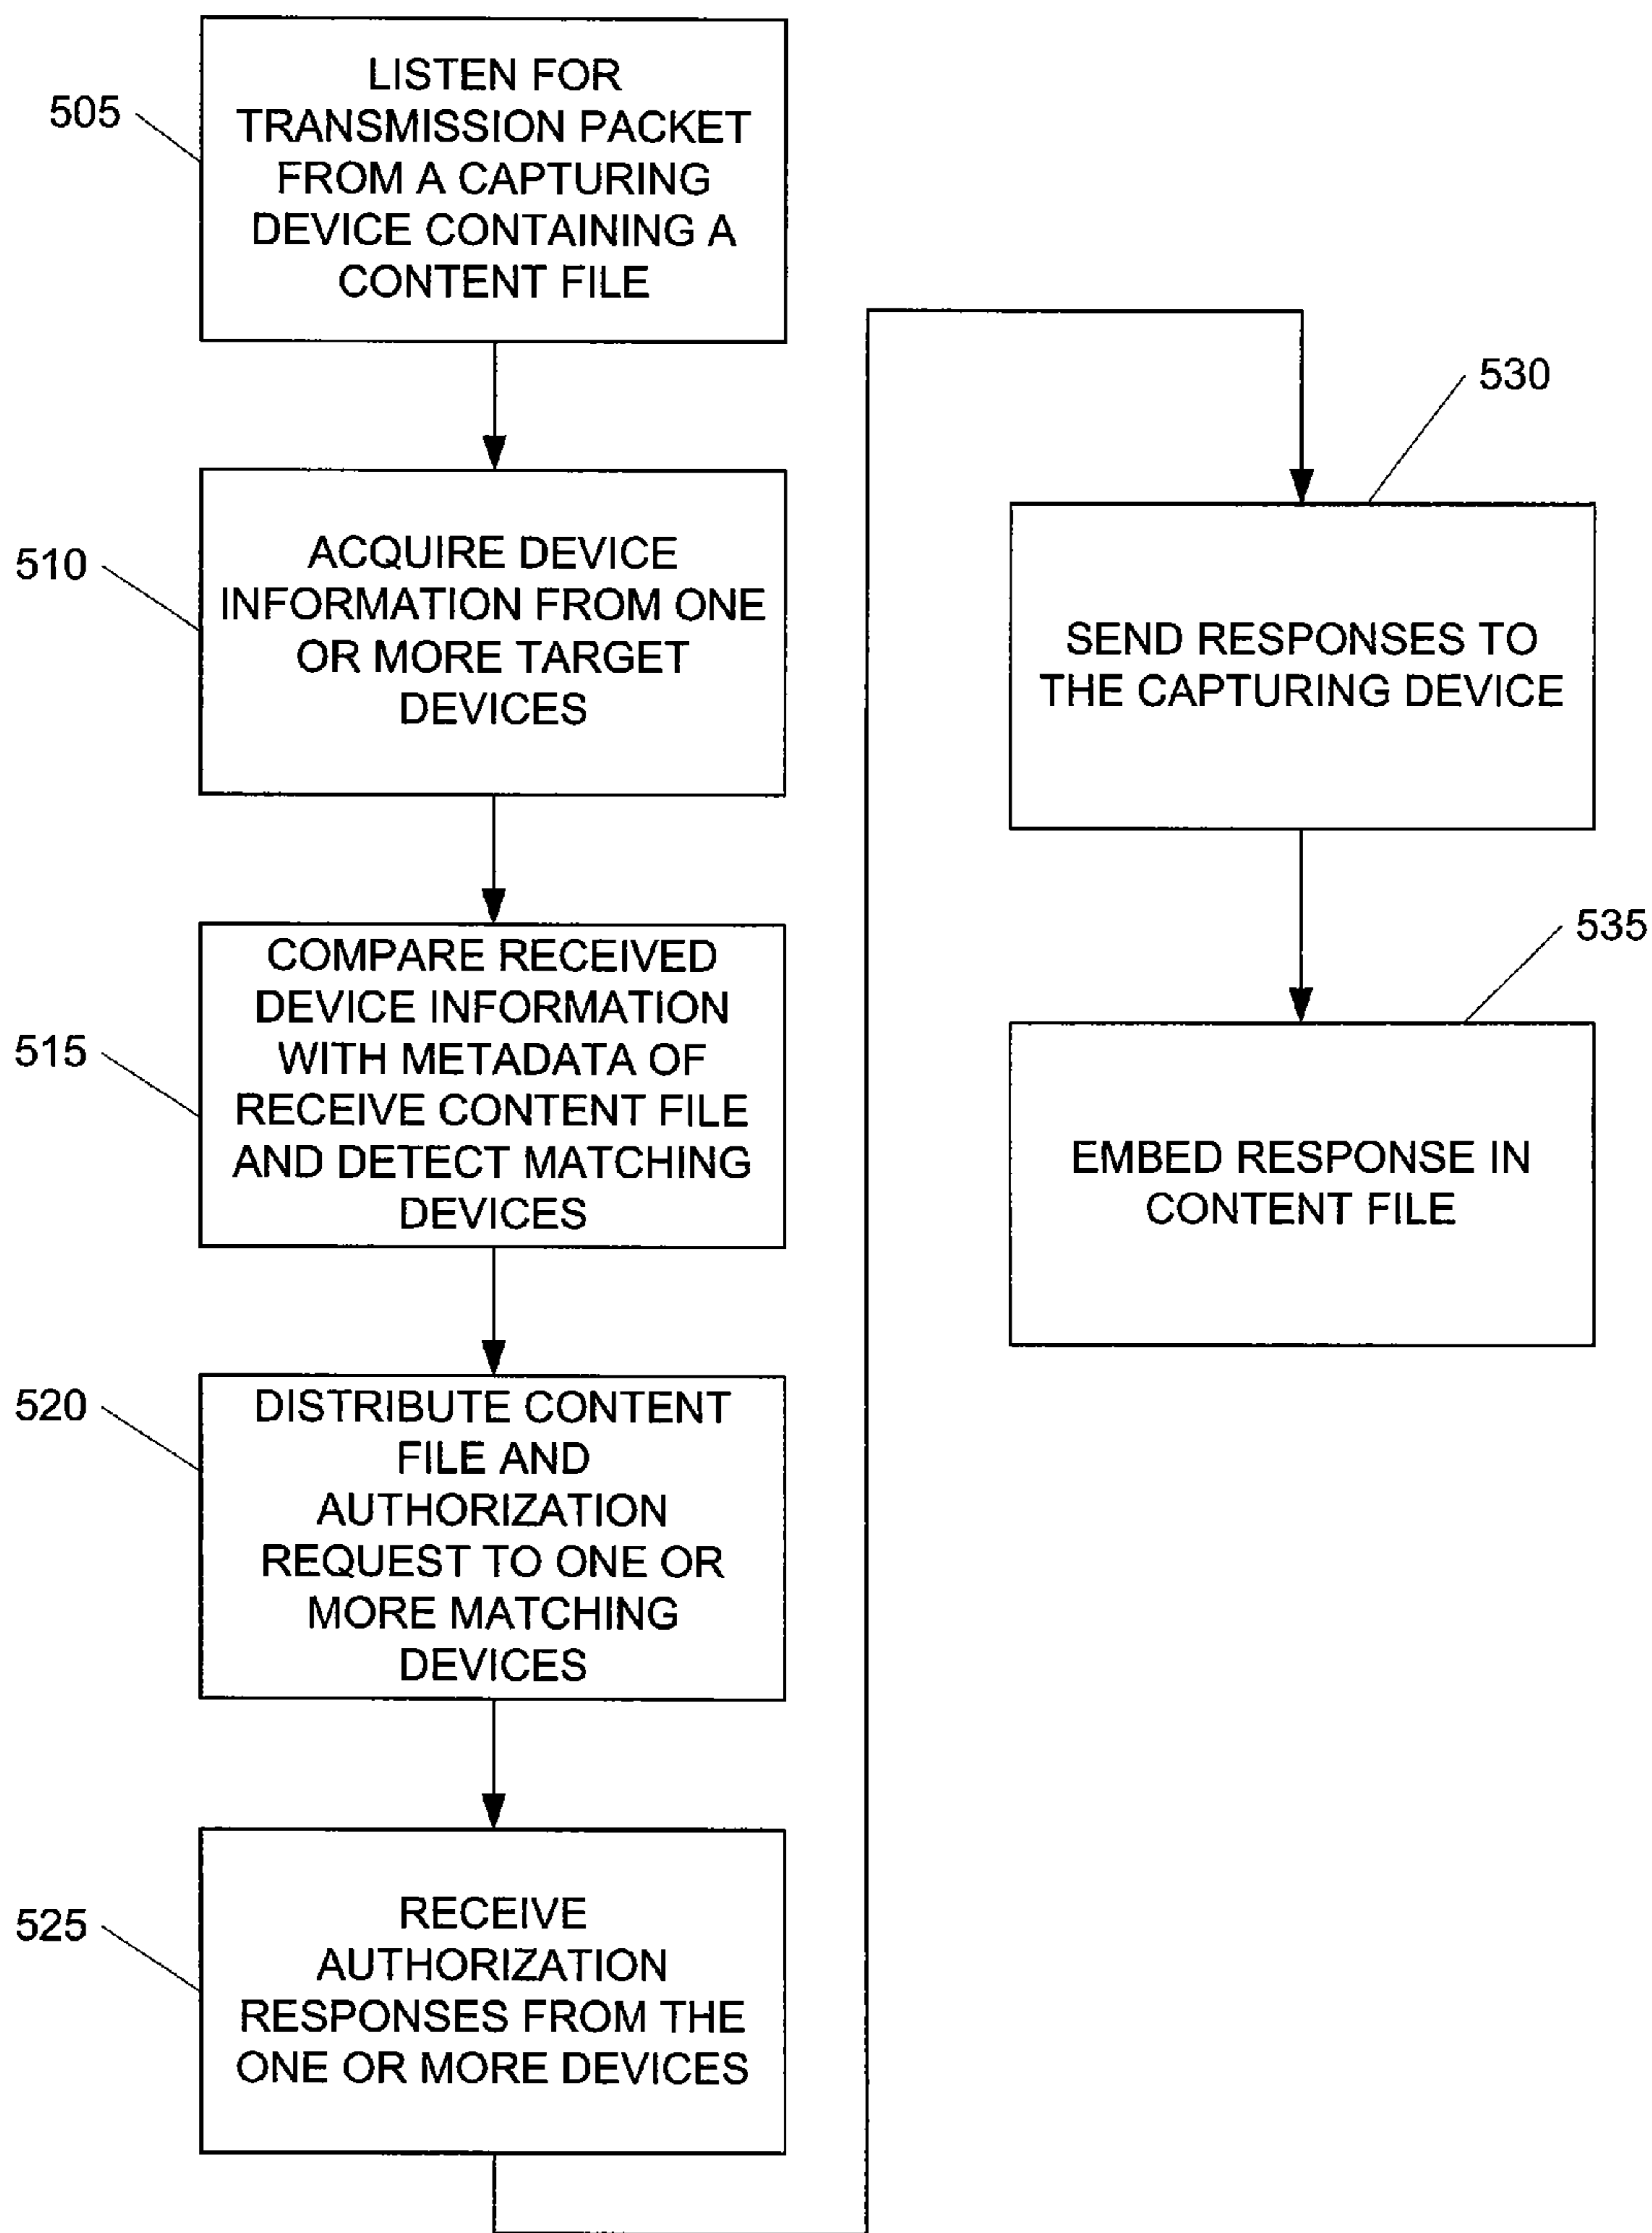 505
LISTEN FOR
TRANSMISSION PACKET
FROM A CAPTURING
DEVICE CONTAINING A
CONTENT FILE
510
ACQUIRE DEVICE
INFORMATION FROM ONE
OR MORE TARGET
DEVICES
515
COMPARE RECEIVED
DEVICE INFORMATION
WITH METADATA OF
RECEIVE CONTENT FILE
AND DETECT MATCHING
DEVICES
520
DISTRIBUTE CONTENT
FILE AND
AUTHORIZATION
REQUEST TO ONE OR
MORE MATCHING
DEVICES
525
RECEIVE
AUTHORIZATION
RESPONSES FROM THE
ONE OR MORE DEVICES
530
SEND RESPONSES TO
THE CAPTURING DEVICE
535
EMBED RESPONSE IN
CONTENT FILE